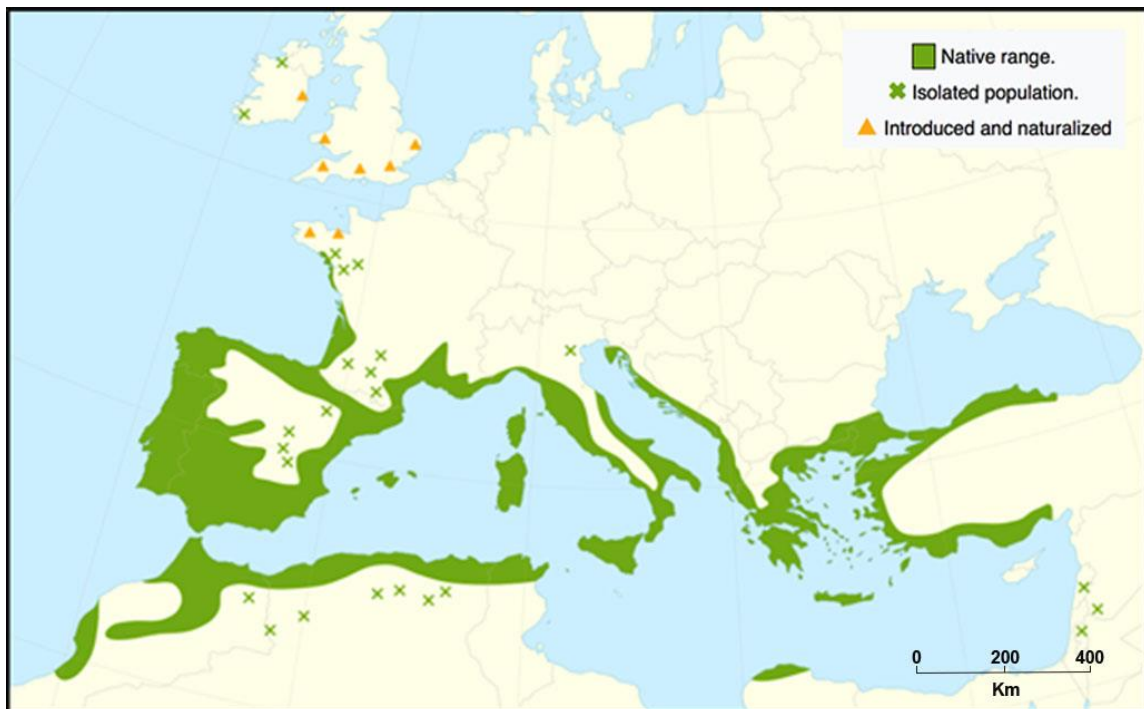 Native range.
Isolated population.
Introduced and naturalized
0 200 400
Km